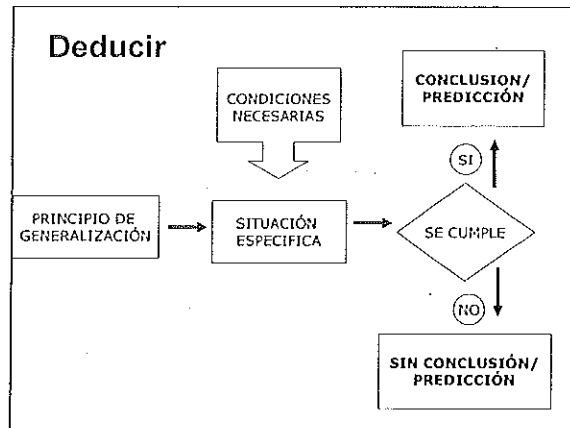 Deducir
CONDICIONES
NECESARIAS
CONCLUSION/
PREDICCIÓN
SI
PRINCIPIO DE
GENERALIZACIÓN
SITUACIÓN
ESPECIFICA
SE CUMPLE
NO
SIN CONCLUSIÓN/
PREDICCIÓN